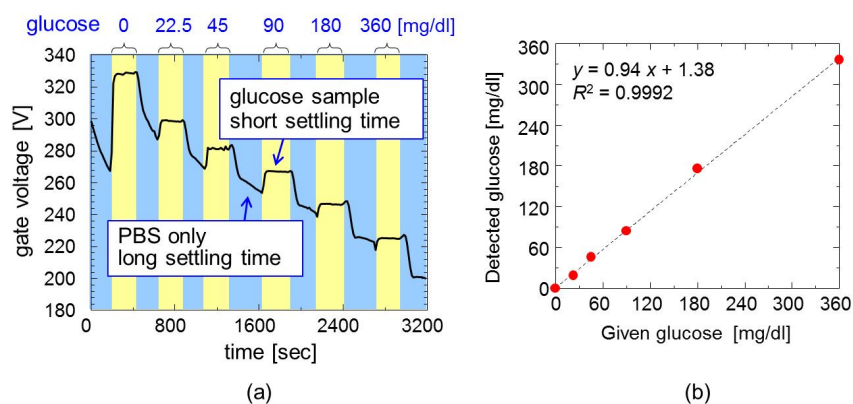 glucose 0 22.5 45 90 180 360 [mg/dl]
340
320
300
280
260
240
220
200
180
gate voltage [V]
glucose sample
short settling time
PBS only
long settling time
0 800 1600 2400 3200
time [sec]
(a)
360
300
240
180
120
60
0
Detected glucose [mg/dl]
y = 0.94 x + 1.38
R² = 0.9992
0 60 120 180 240 300 360
Given glucose [mg/dl]
(b)